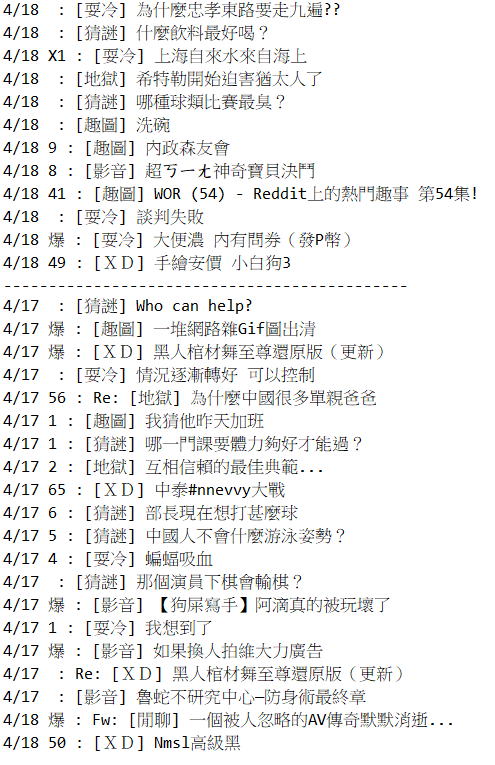 4/18  : [耍冷] 為什麼忠孝東路要走九遍??
4/18  : [猜謎] 什麼飲料最好喝？
4/18 X1 : [耍冷] 上海自來水來自海上
4/18  : [地獄] 希特勒開始迫害猶太人了
4/18  : [猜謎] 哪種球類比賽最臭？
4/18  : [趣圖] 洗碗
4/18 9 : [趣圖] 內政森友會
4/18 8 : [影音] 超ㄎㄧㄤ神奇寶貝決鬥
4/18 41 : [趣圖] WOR (54) - Reddit上的熱門趣事 第54集!
4/18  : [耍冷] 談判失敗
4/18 爆 : [耍冷] 大便濃 內有問券（發P幣）
4/18 49 : [ＸＤ] 手繪安價 小白狗3
---------------------------------------------
4/17  : [猜謎] Who can help?
4/17 爆 : [趣圖] 一堆網路雜Gif圖出清
4/17 爆 : [ＸＤ] 黑人棺材舞至尊還原版（更新）
4/17  : [耍冷] 情況逐漸轉好 可以控制
4/17 56 : Re: [地獄] 為什麼中國很多單親爸爸
4/17 1 : [趣圖] 我猜他昨天加班
4/17 1 : [猜謎] 哪一門課要體力夠好才能過？
4/17 2 : [地獄] 互相信賴的最佳典範...
4/17 65 : [ＸＤ] 中泰#nnevvy大戰
4/17 6 : [猜謎] 部長現在想打甚麼球
4/17 5 : [猜謎] 中國人不會什麼游泳姿勢？
4/17 4 : [耍冷] 蝙蝠吸血
4/17  : [猜謎] 那個演員下棋會輸棋？
4/17 爆 : [影音] 【狗屎寫手】阿滴真的被玩壞了
4/17 1 : [耍冷] 我想到了
4/17 爆 : [影音] 如果換人拍維大力廣告
4/17  : Re: [ＸＤ] 黑人棺材舞至尊還原版（更新）
4/17  : [影音] 魯蛇不研究中心—防身術最終章
4/18 爆 : Fw: [閒聊] 一個被人忽略的AV傳奇默默消逝...
4/18 50 : [ＸＤ] Nmsl高級黑